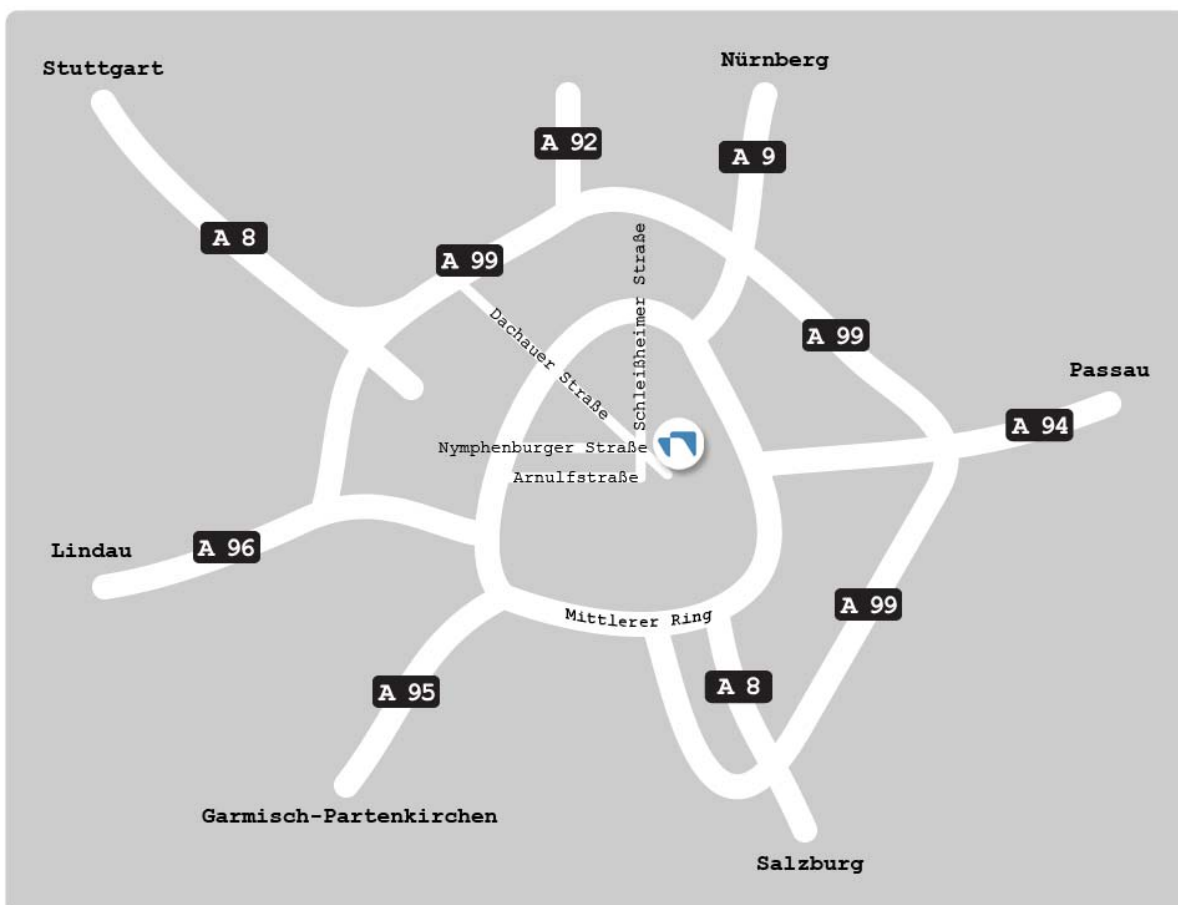 Nürnberg
Stuttgart
A 92
A 9
A 8
A 99
Schleißheimer Straße
Dachauer Straße
A 99
Passau
A 94
Nymphenburger Straße
Arnulfstraße
Lindau
A 96
A 99
Mittlerer Ring
A 95
A 8
Garmisch-Partenkirchen
Salzburg